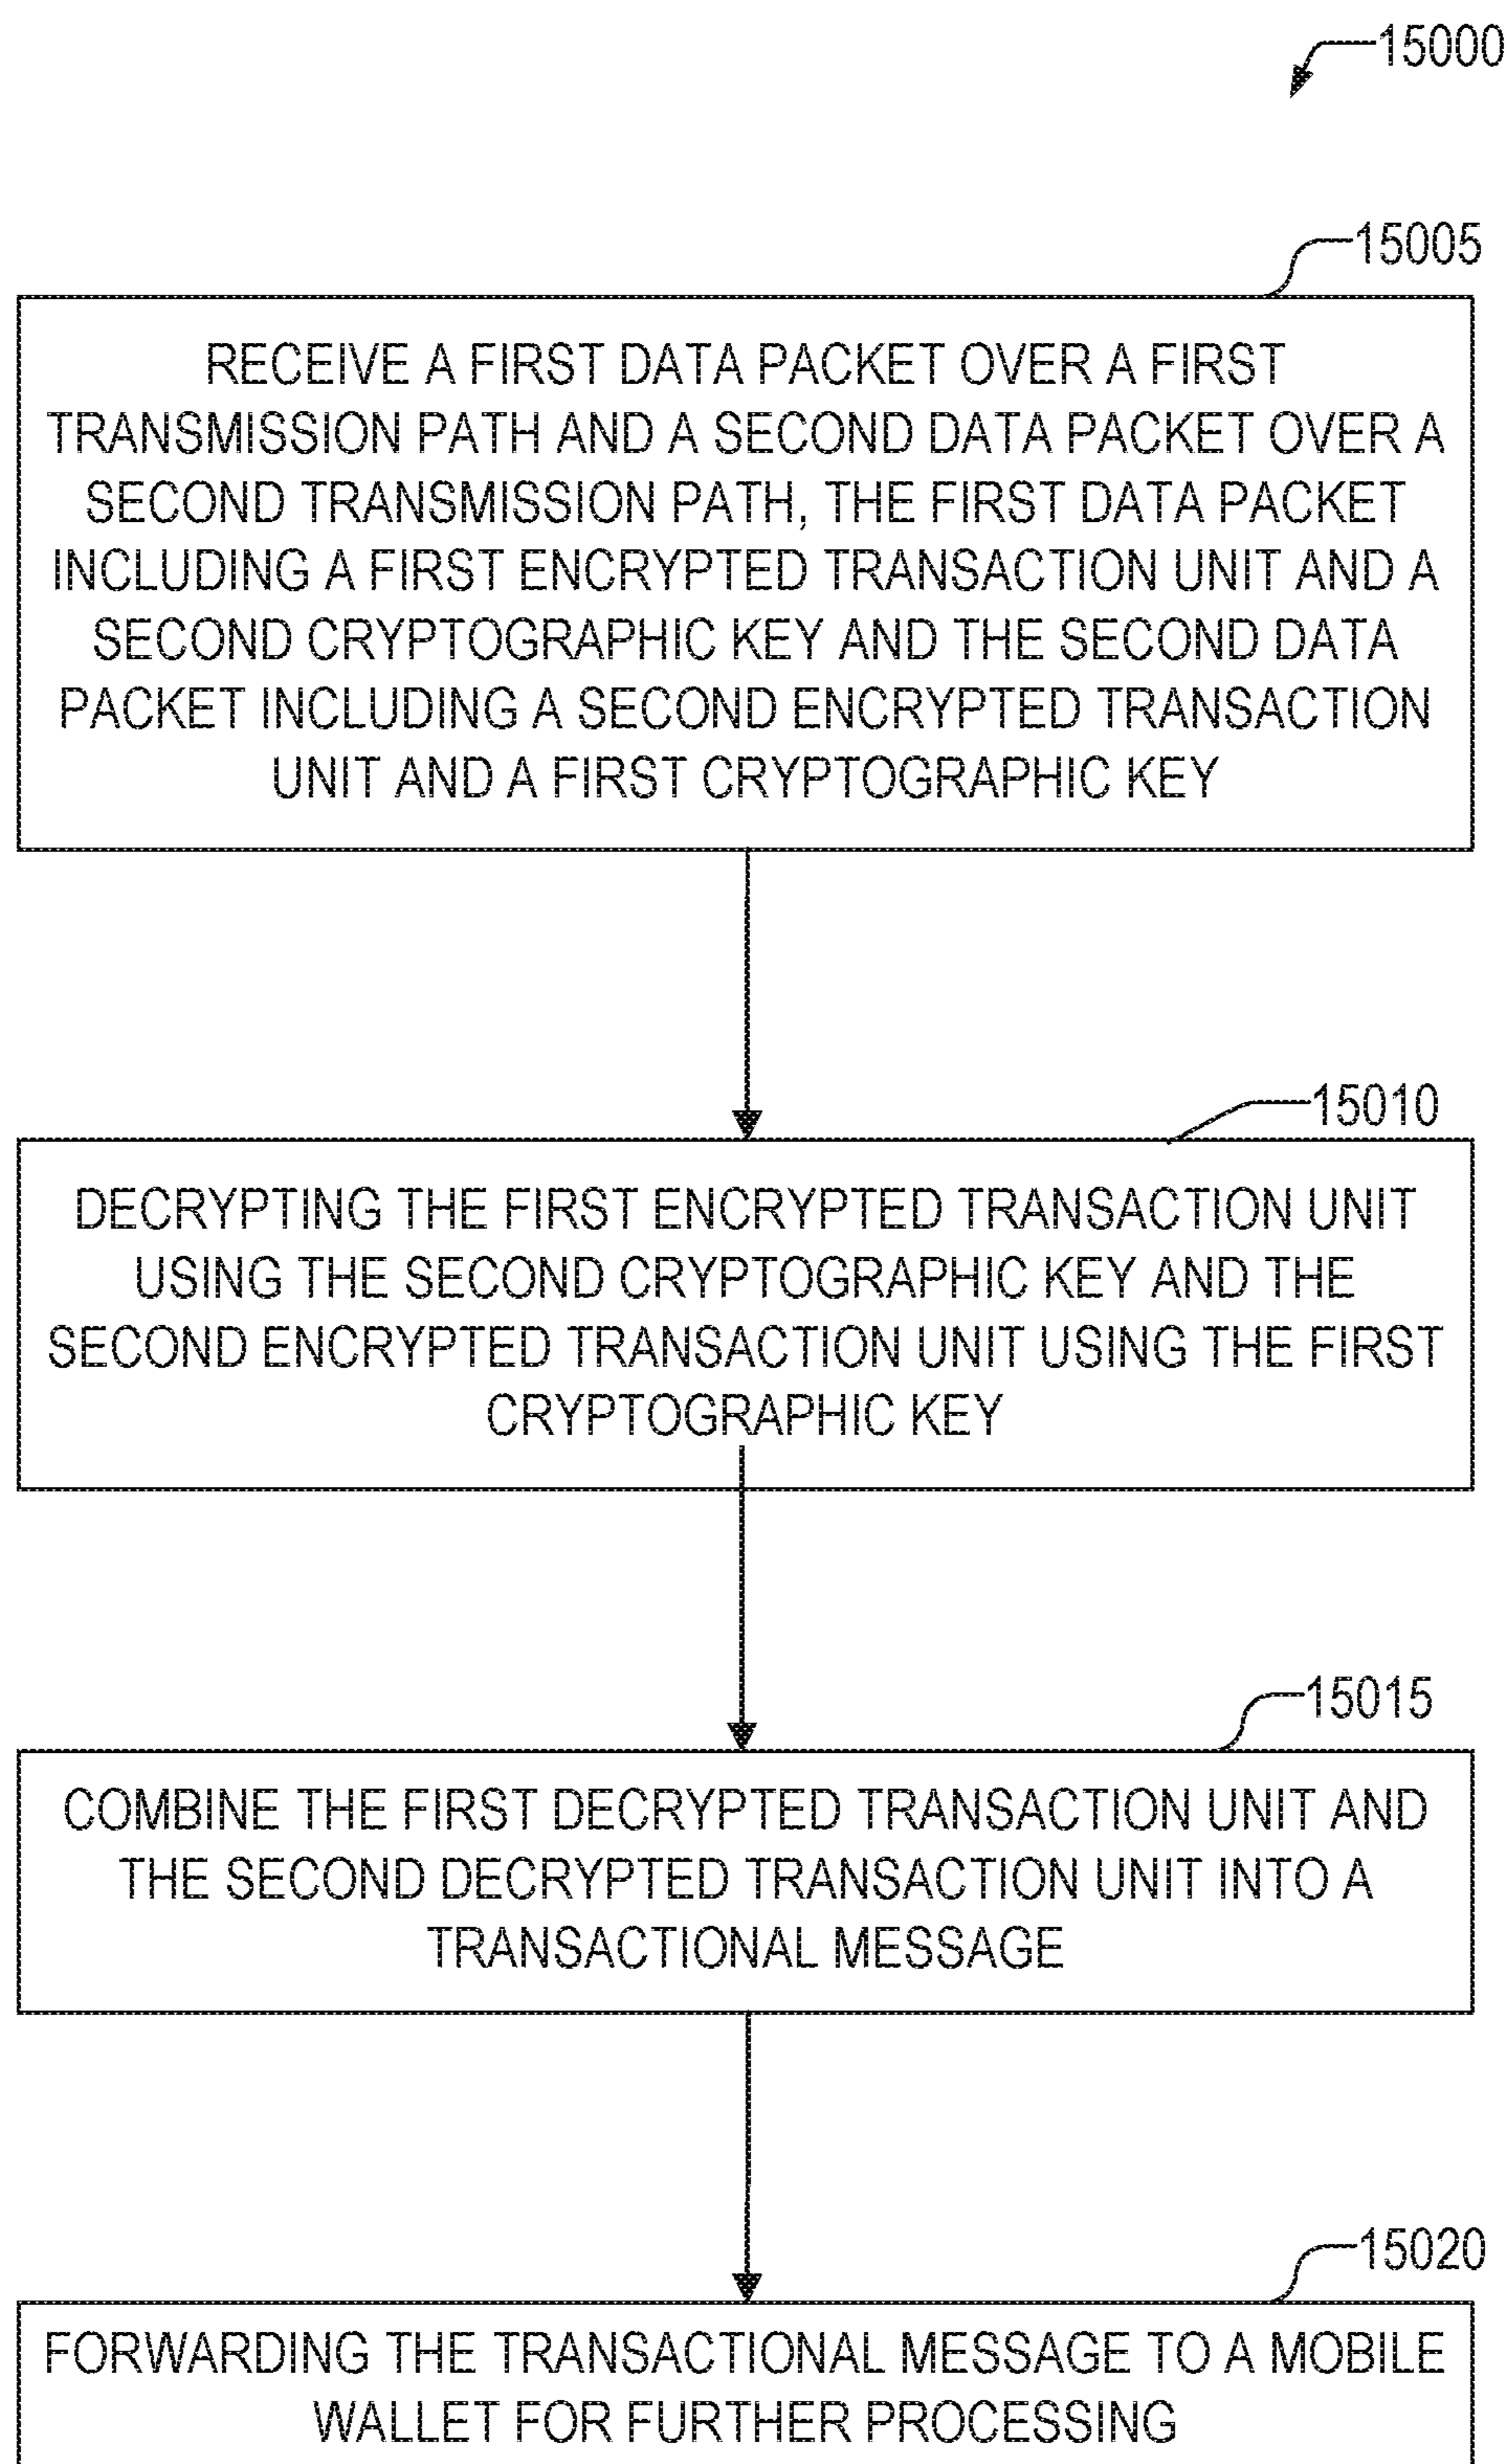 15000
15005
RECEIVE A FIRST DATA PACKET OVER A FIRST
TRANSMISSION PATH AND A SECOND DATA PACKET OVER A
SECOND TRANSMISSION PATH, THE FIRST DATA PACKET
INCLUDING A FIRST ENCRYPTED TRANSACTION UNIT AND A
SECOND CRYPTOGRAPHIC KEY AND THE SECOND DATA
PACKET INCLUDING A SECOND ENCRYPTED TRANSACTION
UNIT AND A FIRST CRYPTOGRAPHIC KEY
15010
DECRYPTING THE FIRST ENCRYPTED TRANSACTION UNIT
USING THE SECOND CRYPTOGRAPHIC KEY AND THE
SECOND ENCRYPTED TRANSACTION UNIT USING THE FIRST
CRYPTOGRAPHIC KEY
15015
COMBINE THE FIRST DECRYPTED TRANSACTION UNIT AND
THE SECOND DECRYPTED TRANSACTION UNIT INTO A
TRANSACTIONAL MESSAGE
15020
FORWARDING THE TRANSACTIONAL MESSAGE TO A MOBILE
WALLET FOR FURTHER PROCESSING